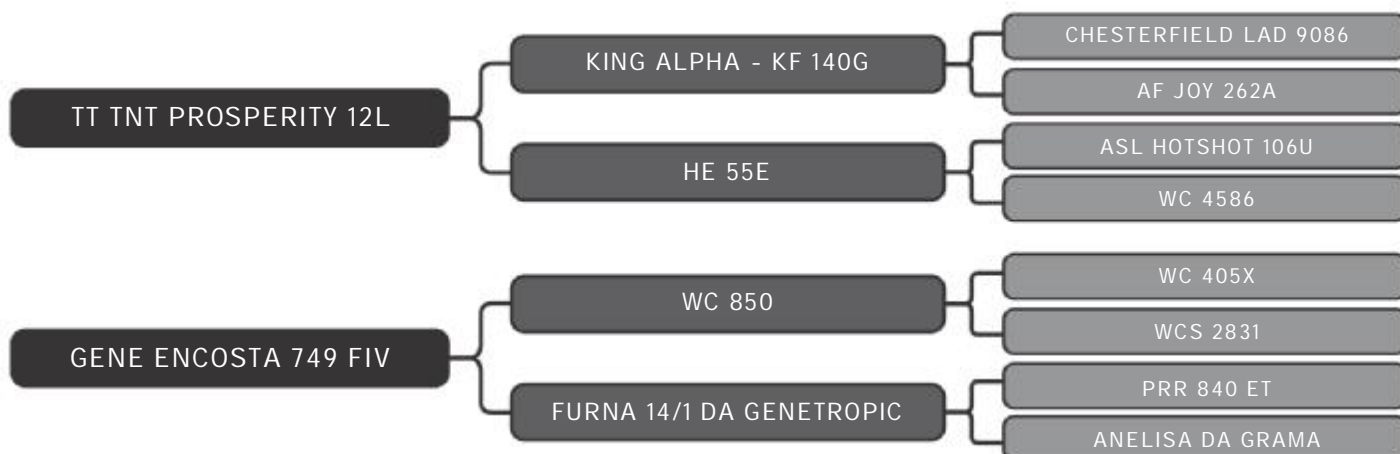 TT TNT PROSPERITY 12L
KING ALPHA - KF 140G
CHESTERFIELD LAD 9086
AF JOY 262A
HE 55E
ASL HOTSHOT 106U
WC 4586
GENE ENCOSTA 749 FIV
WC 850
WC 405X
WCS 2831
FURNA 14/1 DA GENETROPIC
PRR 840 ET
ANELISA DA GRAMA